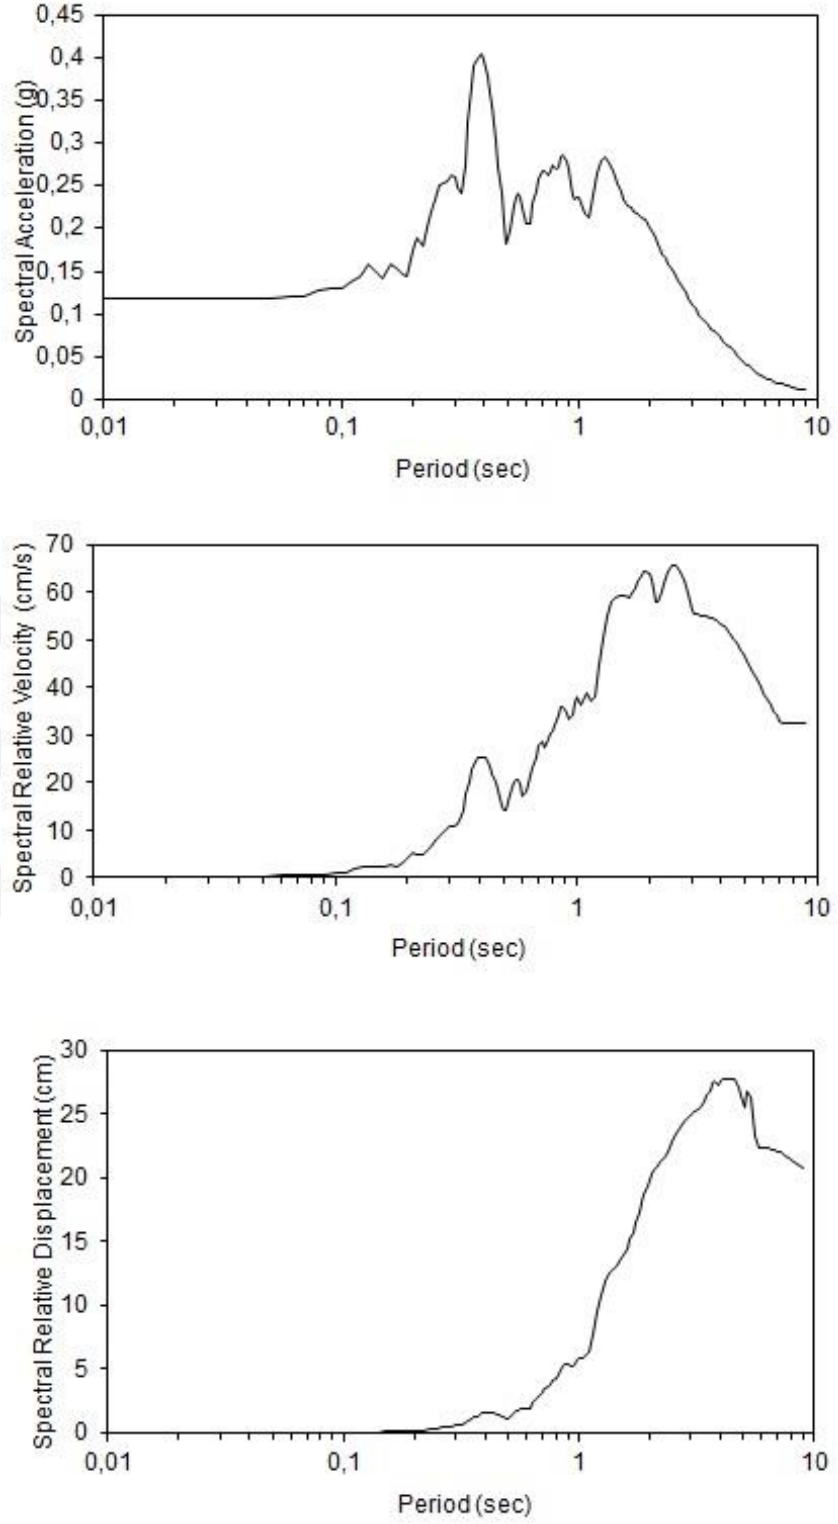 0,45
0,4
0,35
0,3
0,25
0,2
0,15
0,1
0,05
0
Spectral Acceleration (g)
0,01 0,1 1 10
Period (sec)
70
60
50
40
30
20
10
0
Spectral Relative Velocity (cm/s)
0,01 0,1 1 10
Period (sec)
30
25
20
15
10
5
0
Spectral Relative Displacement (cm)
0,01 0,1 1 10
Period (sec)